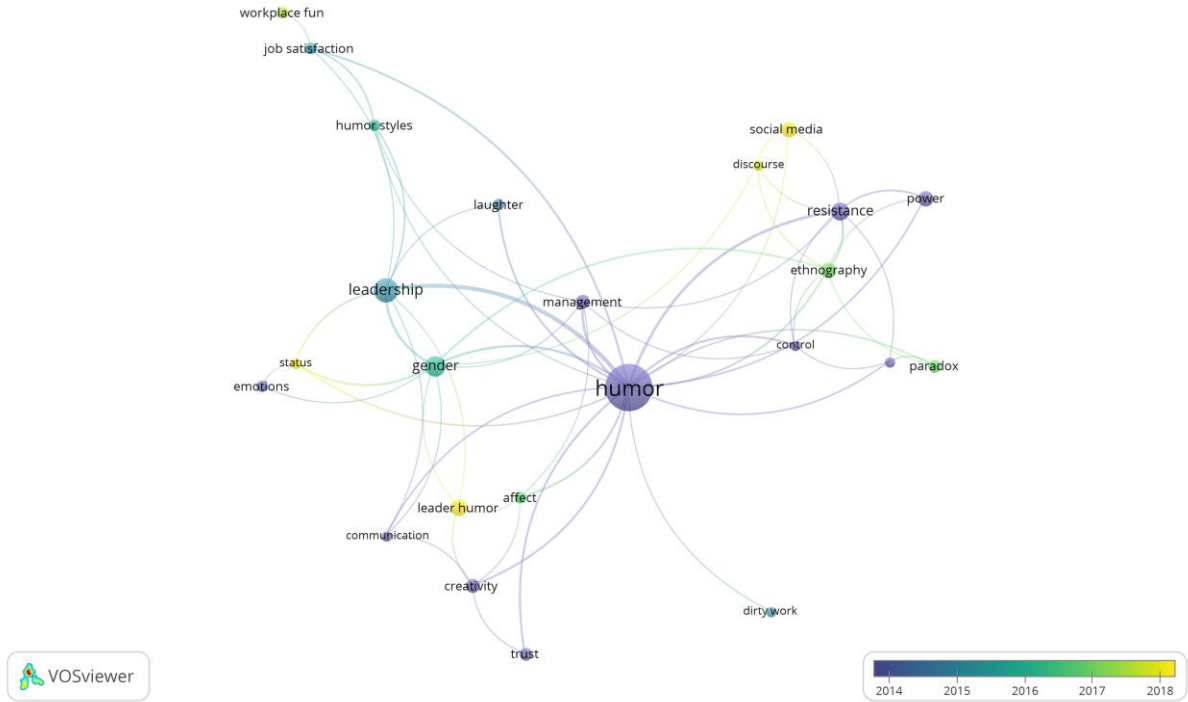 workplace fun
job satisfaction
humor styles
social media
discourse
laughter
power
resistance
ethnography
leadership
management
control
status
gender
paradox
emotions
humor
affect
leader humor
communication
creativity
dirty work
trust
VOSviewer
2014 2015 2016 2017 2018